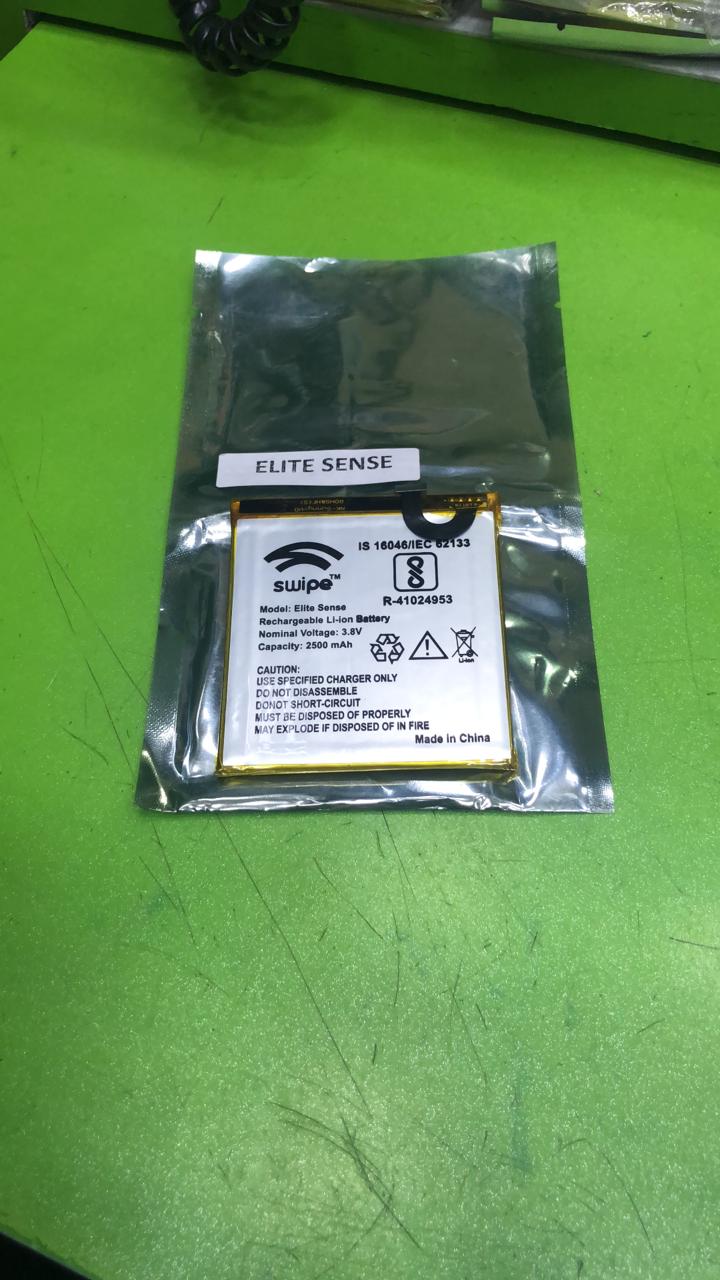 ELITE SENSE
swipe™
IS 16046/IEC 62133
R-41024953
Model: Elite Sense
Rechargeable Li-ion Battery
Nominal Voltage: 3.8V
Capacity: 2500 mAh
Li-ion
CAUTION:
USE SPECIFIED CHARGER ONLY
DO NOT DISASSEMBLE
DONOT SHORT-CIRCUIT
MUST BE DISPOSED OF PROPERLY
MAY EXPLODE IF DISPOSED OF IN FIRE
Made in China